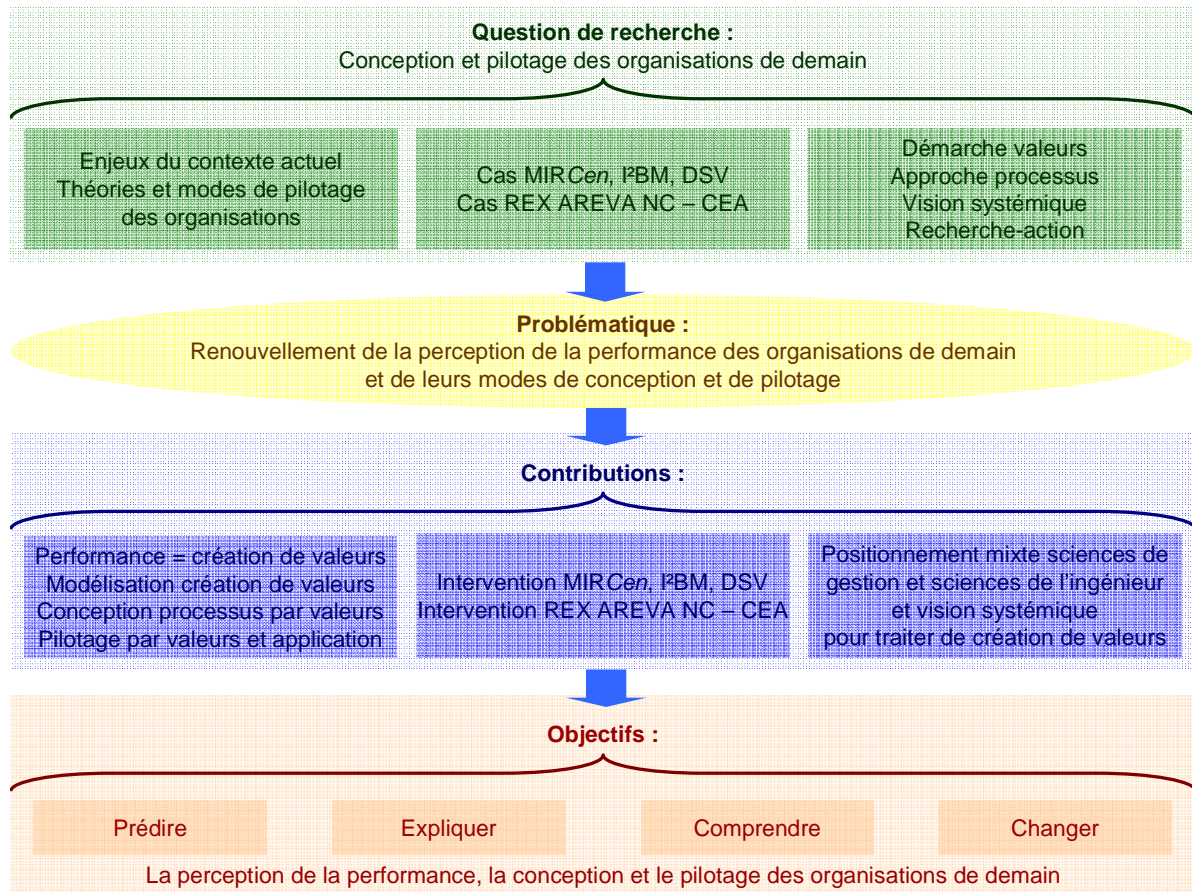 Question de recherche :
Conception et pilotage des organisations de demain
Enjeux du contexte actuel
Théories et modes de pilotage
des organisations
Cas MIRCen, I²BM, DSV
Cas REX AREVA NC – CEA
Démarche valeurs
Approche processus
Vision systémique
Recherche-action
Problématique :
Renouvellement de la perception de la performance des organisations de demain
et de leurs modes de conception et de pilotage
Contributions :
Performance = création de valeurs
Modélisation création de valeurs
Conception processus par valeurs
Pilotage par valeurs et application
Intervention MIRCen, I²BM, DSV
Intervention REX AREVA NC – CEA
Positionnement mixte sciences de
gestion et sciences de l'ingénieur
et vision systémique
pour traiter de création de valeurs
Objectifs :
Prédire
Expliquer
Comprendre
Changer
La perception de la performance, la conception et le pilotage des organisations de demain